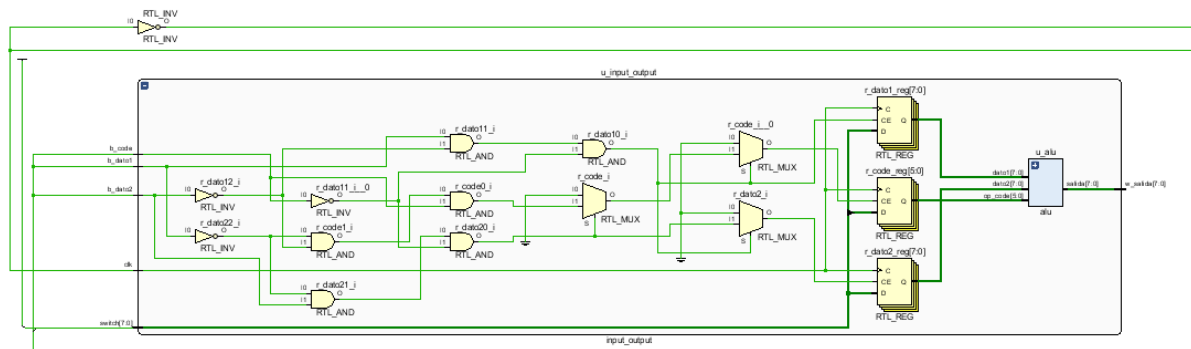 RTL_INV
I0 O
RTL_INV
u_input_output
r_dato1_reg[7:0]
C
CE Q
D
RTL_REG
r_dato11_i
I0 O
I1
RTL_AND
r_dato10_i
I0 O
I1
RTL_AND
r_code_i__0
I0
I1 O
S
RTL_MUX
b_code
b_dato1
b_dato2
r_dato12_i
I0 O
RTL_INV
r_dato11_i__0
I0 O
RTL_INV
r_code0_i
I0 O
I1
RTL_AND
r_code_i
I0
I1 O
S
RTL_MUX
r_dato2_i
I0
I1 O
S
RTL_MUX
r_code_reg[5:0]
C
CE Q
D
RTL_REG
u_alu
dato1[7:0]
dato2[7:0]
op_code[5:0]
salida[7:0]
alu
w_salida[7:0]
r_dato22_i
I0 O
RTL_INV
r_code1_i
I0 O
I1
RTL_AND
r_dato20_i
I0 O
I1
RTL_AND
r_dato2_reg[7:0]
C
CE Q
D
RTL_REG
clk
r_dato21_i
I0 O
I1
RTL_AND
switch[7:0]
input_output